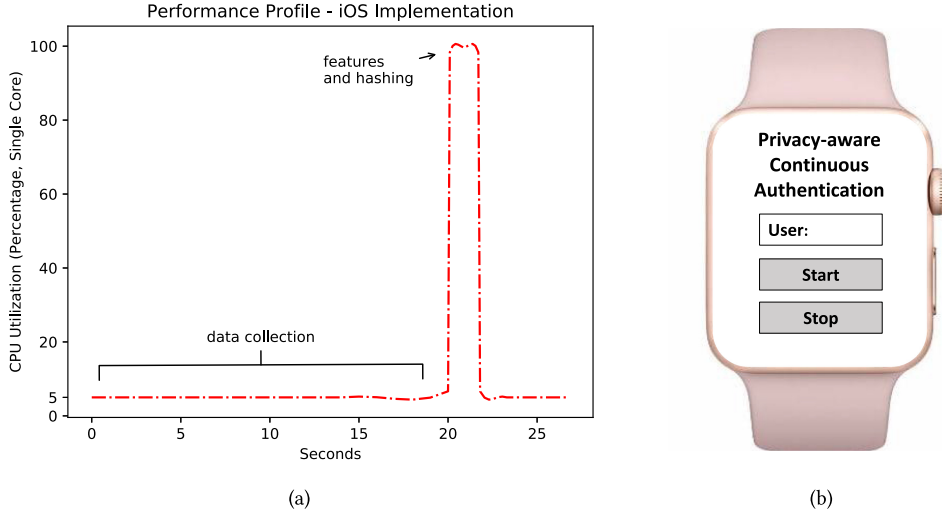 Performance Profile - iOS Implementation
CPU Utilization (Percentage, Single Core)
100
80
60
40
20
5
0
features
and hashing
data collection
0
5
10
15
20
25
Seconds
(a)
Privacy-aware
Continuous
Authentication
User:
Start
Stop
(b)